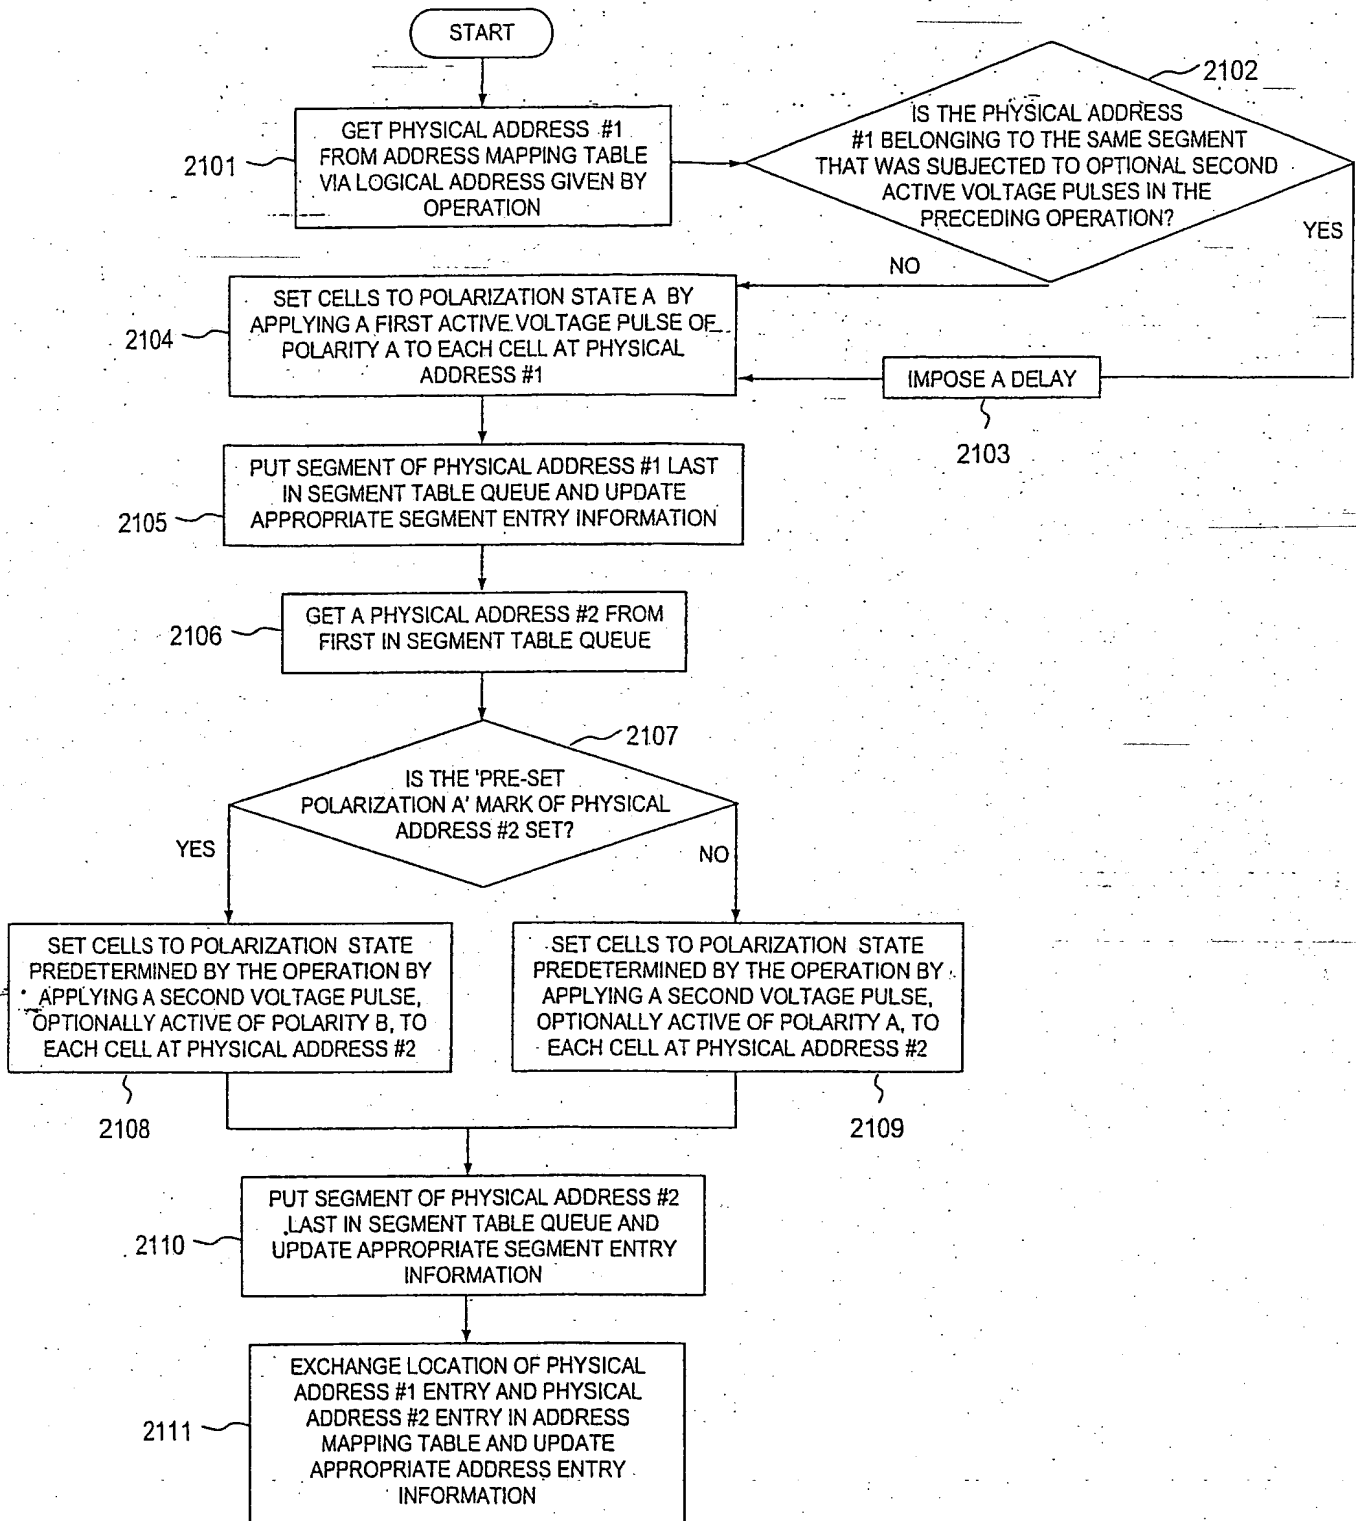 START
2101
GET PHYSICAL ADDRESS #1
FROM ADDRESS MAPPING TABLE
VIA LOGICAL ADDRESS GIVEN BY
OPERATION
2102
IS THE PHYSICAL ADDRESS
#1 BELONGING TO THE SAME SEGMENT
THAT WAS SUBJECTED TO OPTIONAL SECOND
ACTIVE VOLTAGE PULSES IN THE
PRECEDING OPERATION?
YES
NO
2104
SET CELLS TO POLARIZATION STATE A BY
APPLYING A FIRST ACTIVE VOLTAGE PULSE OF
POLARITY A TO EACH CELL AT PHYSICAL
ADDRESS #1
IMPOSE A DELAY
2103
2105
PUT SEGMENT OF PHYSICAL ADDRESS #1 LAST
IN SEGMENT TABLE QUEUE AND UPDATE
APPROPRIATE SEGMENT ENTRY INFORMATION
2106
GET A PHYSICAL ADDRESS #2 FROM
FIRST IN SEGMENT TABLE QUEUE
2107
IS THE 'PRE-SET
POLARIZATION A' MARK OF PHYSICAL
ADDRESS #2 SET?
YES
NO
SET CELLS TO POLARIZATION STATE
PREDETERMINED BY THE OPERATION BY
APPLYING A SECOND VOLTAGE PULSE,
OPTIONALLY ACTIVE OF POLARITY B, TO
EACH CELL AT PHYSICAL ADDRESS #2
2108
SET CELLS TO POLARIZATION STATE
PREDETERMINED BY THE OPERATION BY
APPLYING A SECOND VOLTAGE PULSE,
OPTIONALLY ACTIVE OF POLARITY A, TO
EACH CELL AT PHYSICAL ADDRESS #2
2109
2110
PUT SEGMENT OF PHYSICAL ADDRESS #2
LAST IN SEGMENT TABLE QUEUE AND
UPDATE APPROPRIATE SEGMENT ENTRY
INFORMATION
2111
EXCHANGE LOCATION OF PHYSICAL
ADDRESS #1 ENTRY AND PHYSICAL
ADDRESS #2 ENTRY IN ADDRESS
MAPPING TABLE AND UPDATE
APPROPRIATE ADDRESS ENTRY
INFORMATION